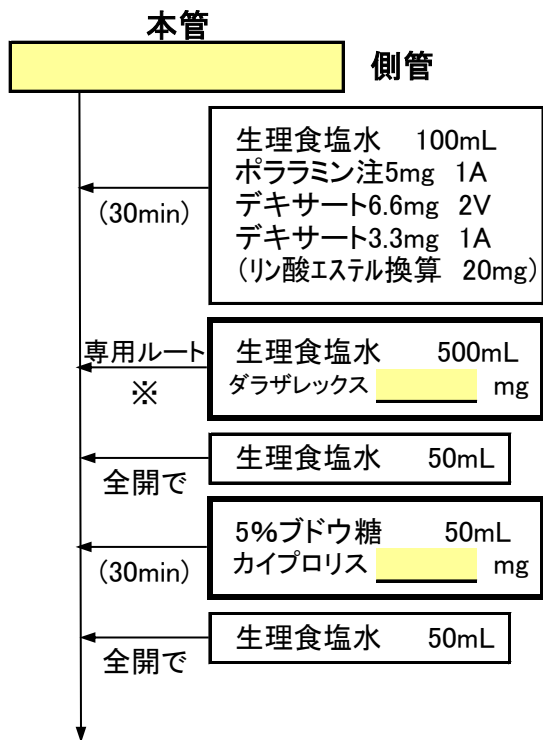 本管
側管
生理食塩水 100mL
ポララミン注5mg 1A
デキサート6.6mg 2V
デキサート3.3mg 1A
(リン酸エステル換算 20mg)
(30min)
専用ルート
※
生理食塩水 500mL
ダラザレックス mg
生理食塩水 50mL
全開で
5%ブドウ糖 50mL
カイプロリス mg
(30min)
生理食塩水 50mL
全開で